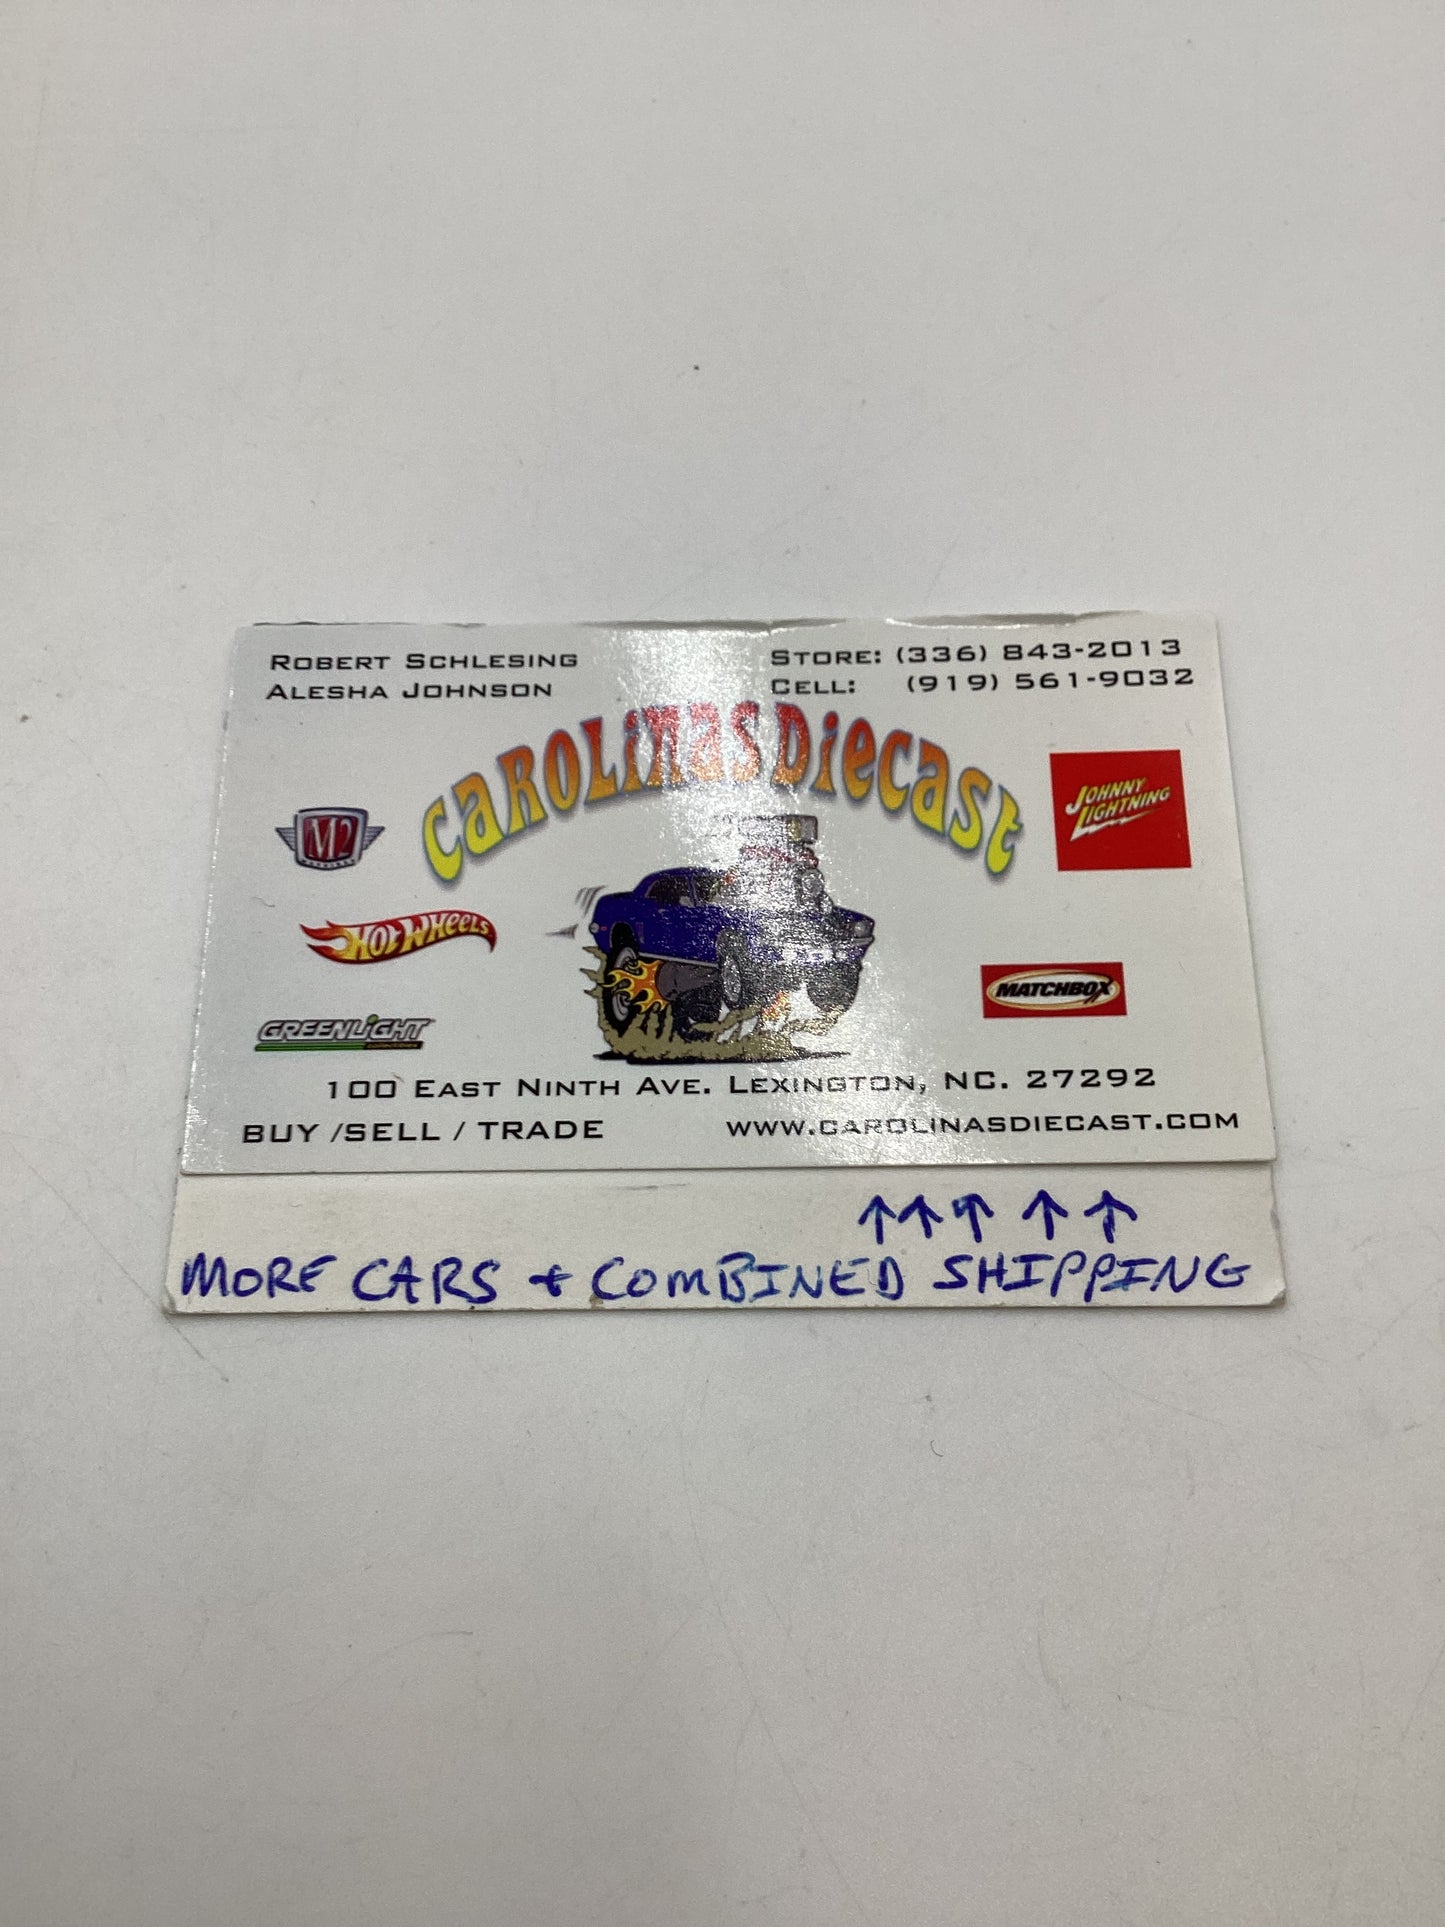 ROBERT SCHLESING
ALESHA JOHNSON
STORE: (336) 843-2013
CELL: (919) 561-9032
CAROLINAS DIECAST
M2
MACHINES
JOHNNY
LIGHTNING
HOT WHEELS
MATCHBOX
GREENLIGHT
collectibles
100 EAST NINTH AVE. LEXINGTON, NC. 27292
BUY /SELL / TRADE
WWW.CAROLINASDIECAST.COM
↑↑↑ ↑ ↑
MORE CARS + COMBINED SHIPPING